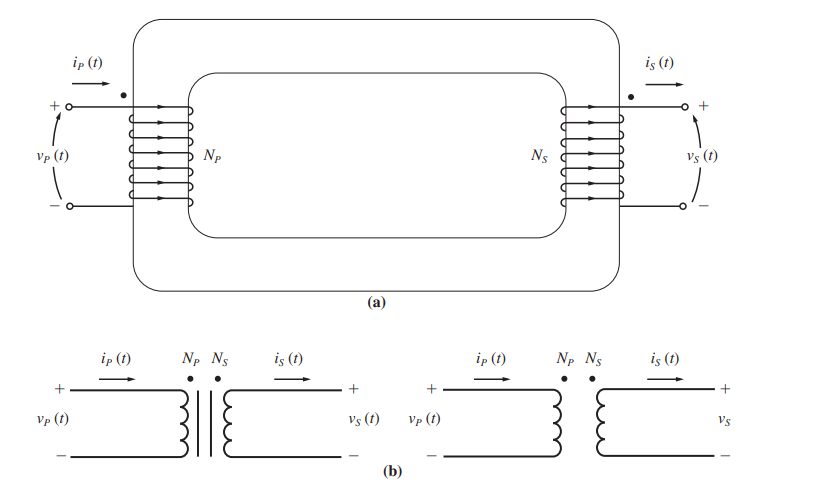 i_P (t) i_S (t)
+ +
v_P (t) N_P N_S v_S (t)
− −
(a)
i_P (t) N_P N_S i_S (t) i_P (t) N_P N_S i_S (t)
+ + + +
v_P (t) v_S (t) v_P (t) v_S
− − − −
(b)